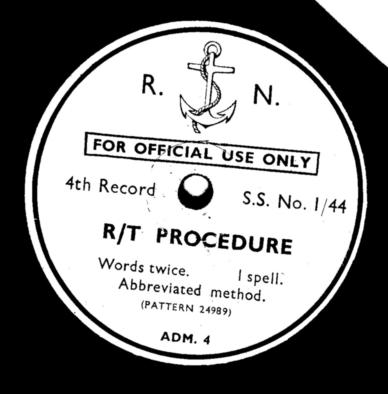 R. N.
FOR OFFICIAL USE ONLY
4th Record S.S. No. 1/44
R/T PROCEDURE
Words twice. I spell.
Abbreviated method.
(PATTERN 24989)
ADM. 4